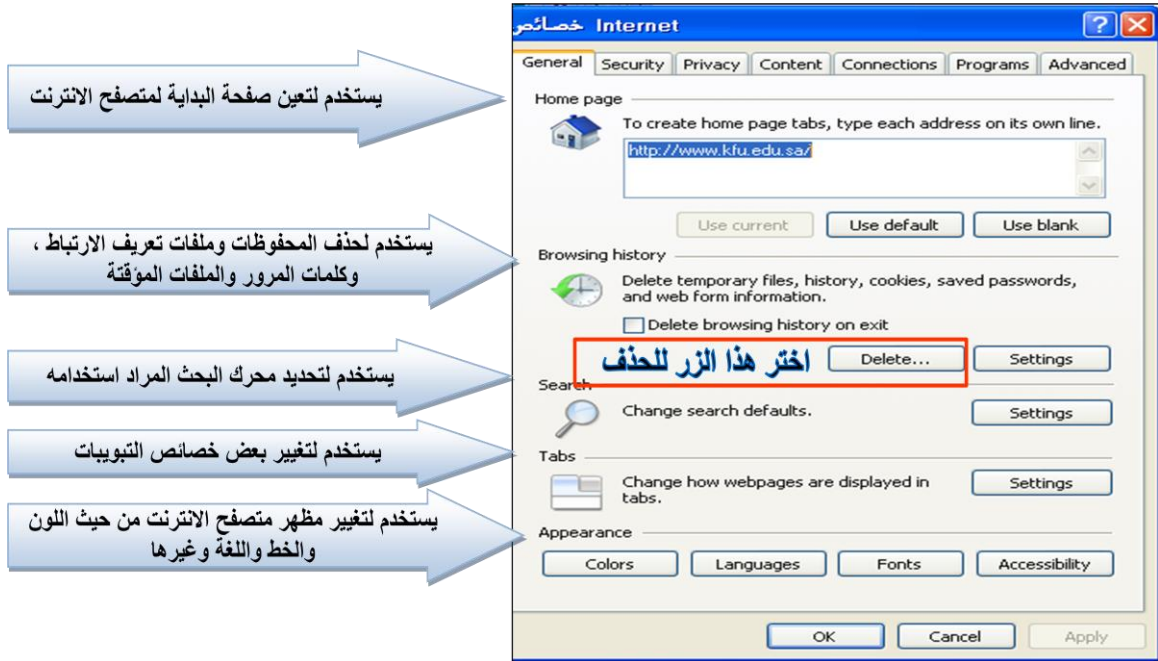 خصائص Internet
General Security Privacy Content Connections Programs Advanced
يستخدم لتعين صفحة البداية لمتصفح الانترنت
Home page
To create home page tabs, type each address on its own line.
http://www.kfu.edu.sa/
Use current Use default Use blank
يستخدم لحذف المحفوظات وملفات تعريف الارتباط ،
وكلمات المرور والملفات المؤقتة
Browsing history
Delete temporary files, history, cookies, saved passwords,
and web form information.
Delete browsing history on exit
اختر هذا الزر للحذف
Delete... Settings
يستخدم لتحديد محرك البحث المراد استخدامه
Search
Change search defaults.
Settings
يستخدم لتغيير بعض خصائص التبويبات
Tabs
Change how webpages are displayed in
tabs.
Settings
يستخدم لتغيير مظهر متصفح الانترنت من حيث اللون
والخط واللغة وغيرها
Appearance
Colors Languages Fonts Accessibility
OK Cancel Apply